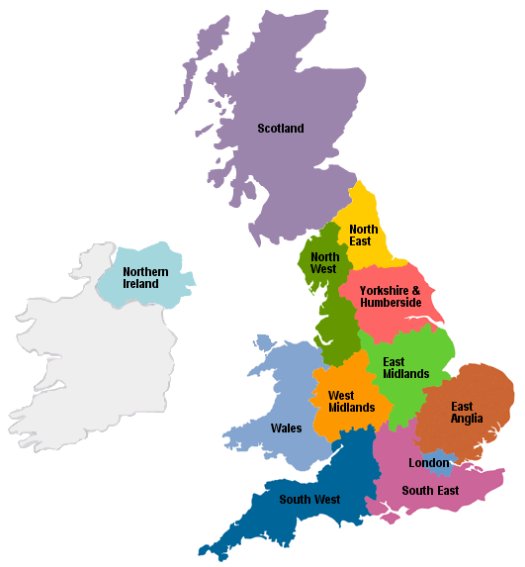 Scotland
North
East
North
West
Northern
Ireland
Yorkshire &
Humberside
East
Midlands
West
Midlands
East
Anglia
Wales
London
South East
South West